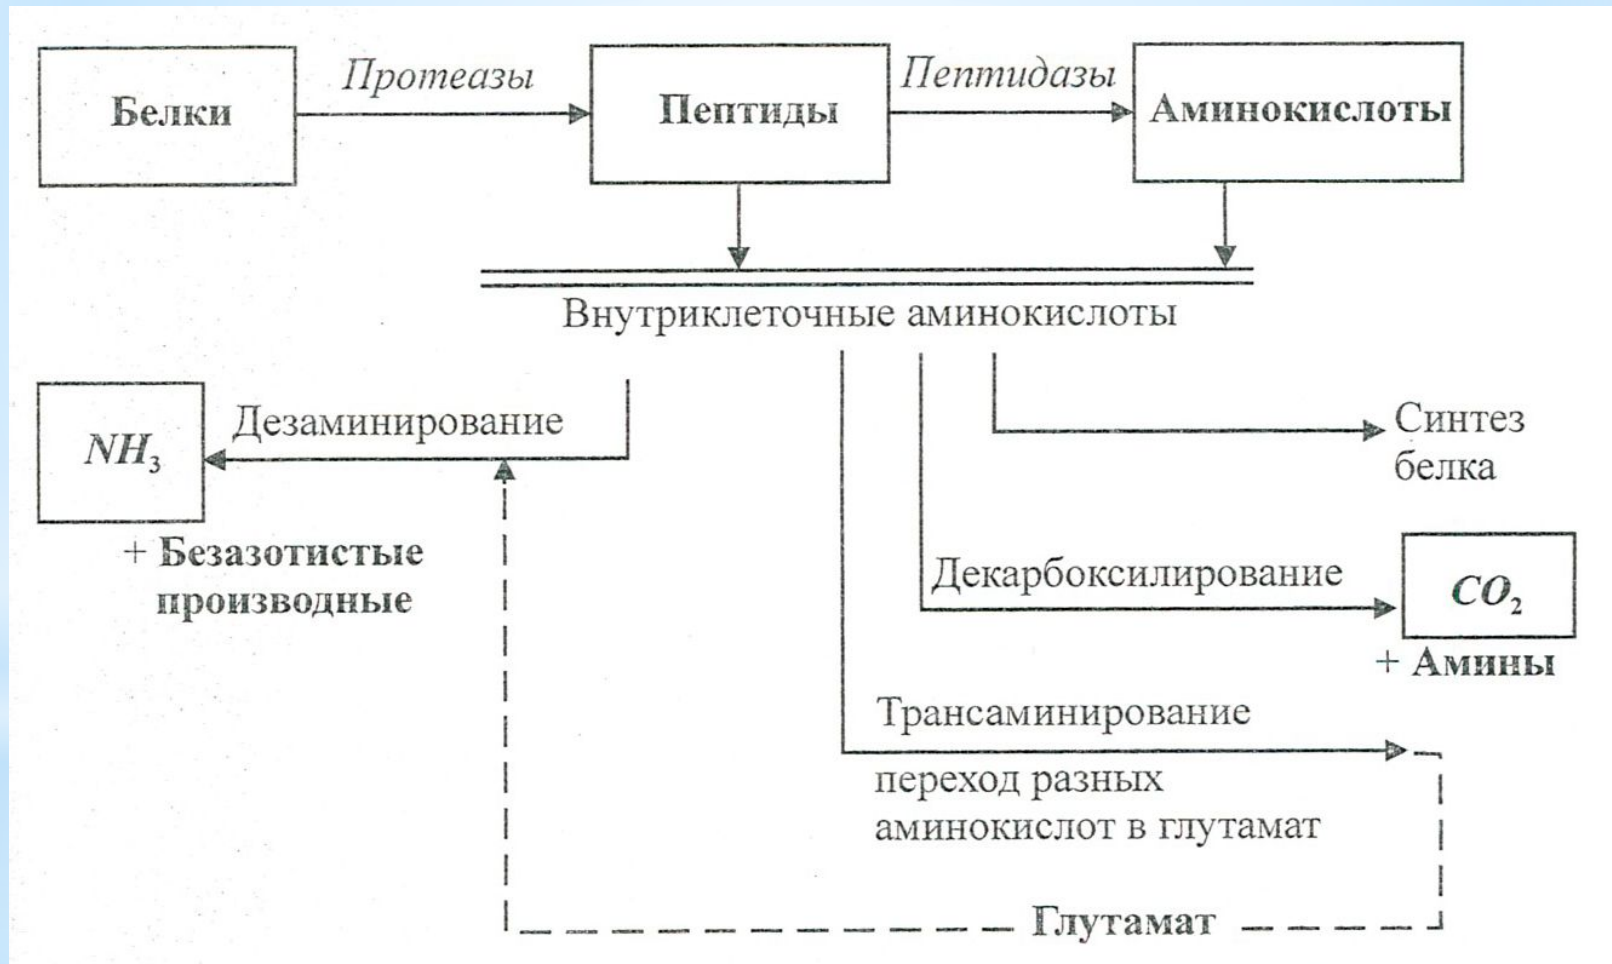 Протеазы
Пептидазы
Белки
Пептиды
Аминокислоты
Внутриклеточные аминокислоты
Дезаминирование
NH₃
+ Безазотистые
производные
Синтез
белка
Декарбоксилирование
CO₂
+ Амины
Трансаминирование
переход разных
аминокислот в глутамат
Глутамат